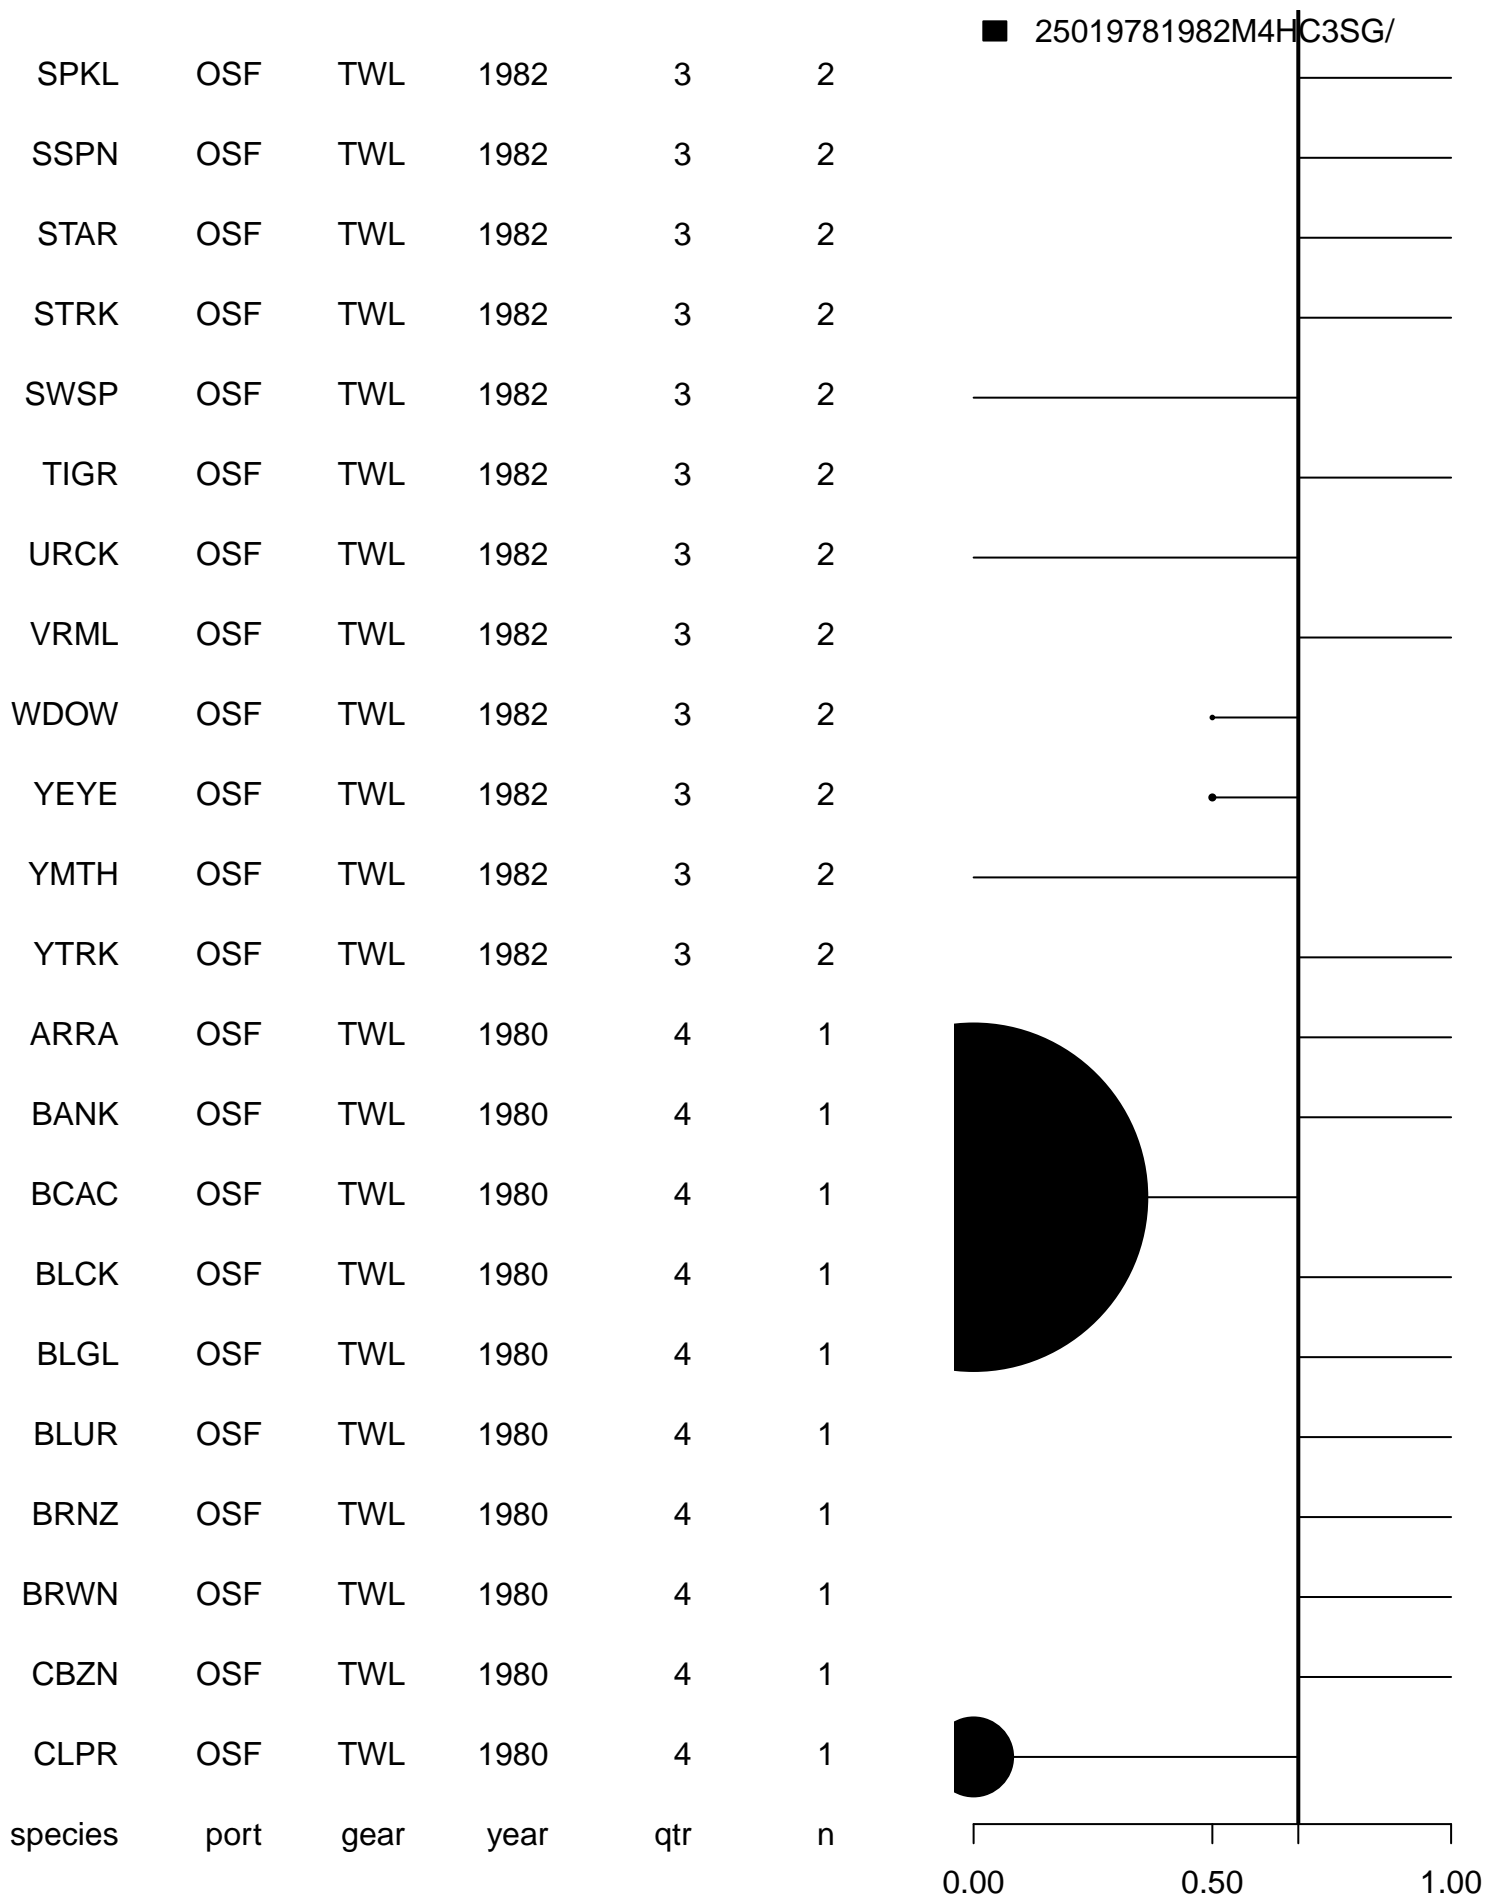 25019781982M4HC3SG/
SPKL OSF TWL 1982 3 2
SSPN OSF TWL 1982 3 2
STAR OSF TWL 1982 3 2
STRK OSF TWL 1982 3 2
SWSP OSF TWL 1982 3 2
TIGR OSF TWL 1982 3 2
URCK OSF TWL 1982 3 2
VRML OSF TWL 1982 3 2
WDOW OSF TWL 1982 3 2
YEYE OSF TWL 1982 3 2
YMTH OSF TWL 1982 3 2
YTRK OSF TWL 1982 3 2
ARRA OSF TWL 1980 4 1
BANK OSF TWL 1980 4 1
BCAC OSF TWL 1980 4 1
BLCK OSF TWL 1980 4 1
BLGL OSF TWL 1980 4 1
BLUR OSF TWL 1980 4 1
BRNZ OSF TWL 1980 4 1
BRWN OSF TWL 1980 4 1
CBZN OSF TWL 1980 4 1
CLPR OSF TWL 1980 4 1
species port gear year qtr n
0.00 0.50 1.00